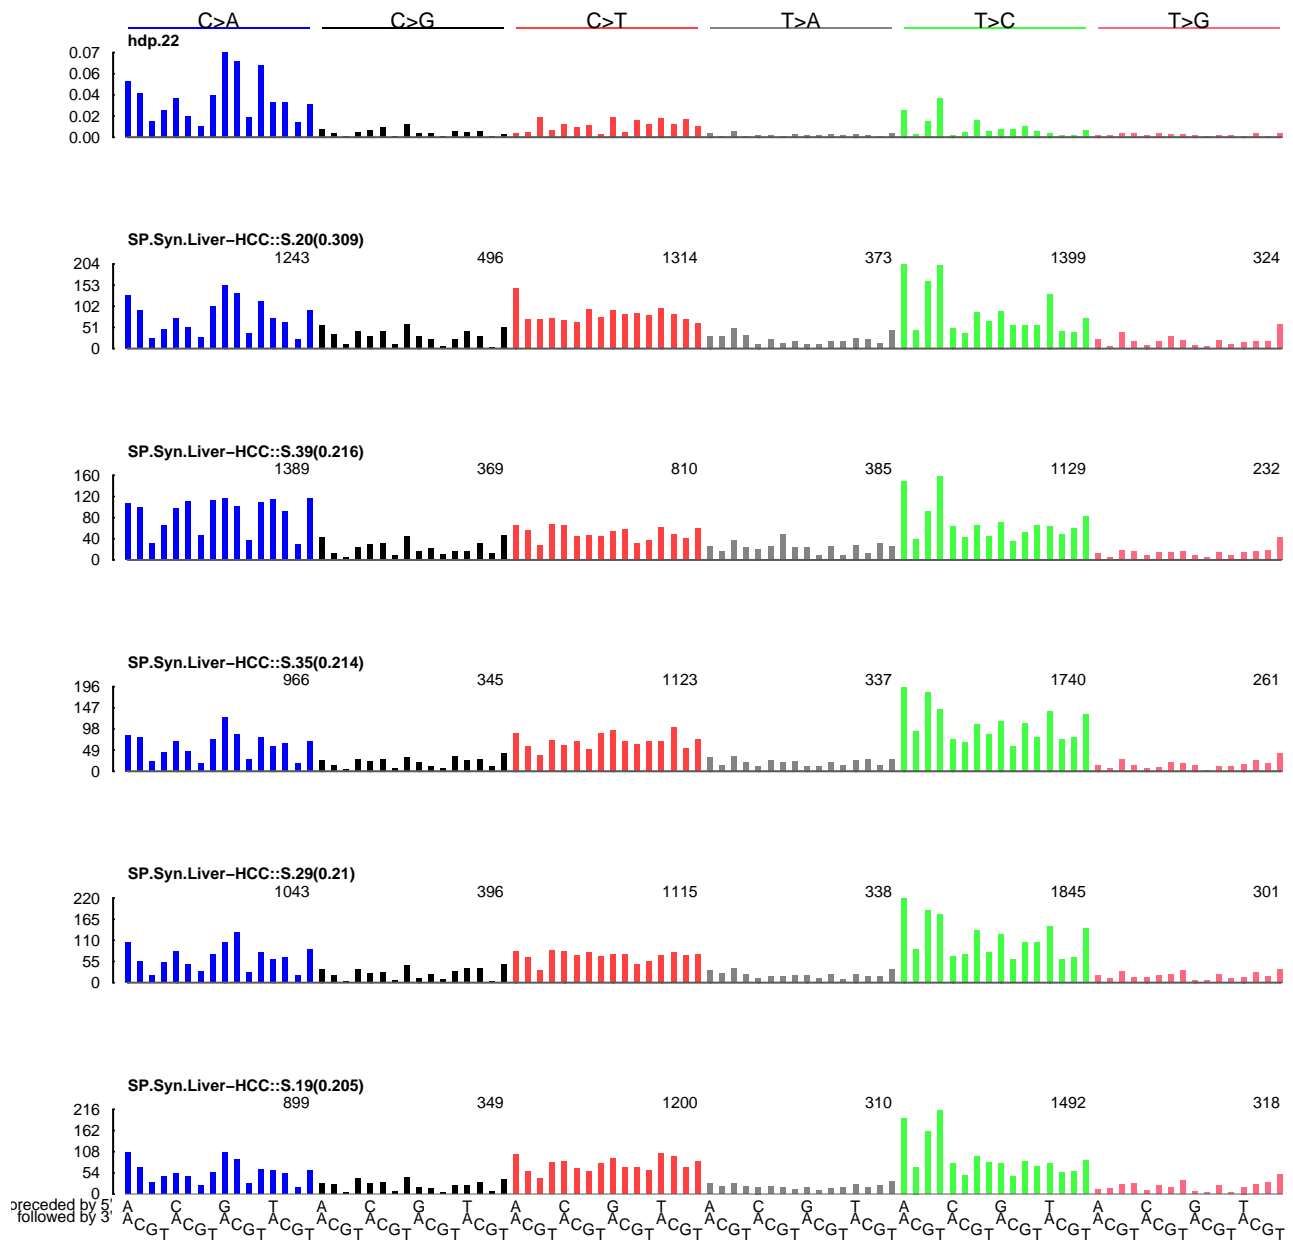 C>A C>G C>T T>A T>C T>G
hdp.22
0.07
0.06
0.04
0.02
0.00
SP.Syn.Liver−HCC::S.20(0.309)
1243 496 1314 373 1399 324
204
153
102
51
0
SP.Syn.Liver−HCC::S.39(0.216)
1389 369 810 385 1129 232
160
120
80
40
0
SP.Syn.Liver−HCC::S.35(0.214)
966 345 1123 337 1740 261
196
147
98
49
0
SP.Syn.Liver−HCC::S.29(0.21)
1043 396 1115 338 1845 301
220
165
110
55
0
SP.Syn.Liver−HCC::S.19(0.205)
899 349 1200 310 1492 318
216
162
108
54
0
preceded by 5' A C G T A C G T A C G T A C G T A C G T A C G T
followed by 3' A C G T A C G T A C G T A C G T A C G T A C G T A C G T A C G T A C G T A C G T A C G T A C G T A C G T A C G T A C G T A C G T A C G T A C G T A C G T A C G T A C G T A C G T A C G T A C G T